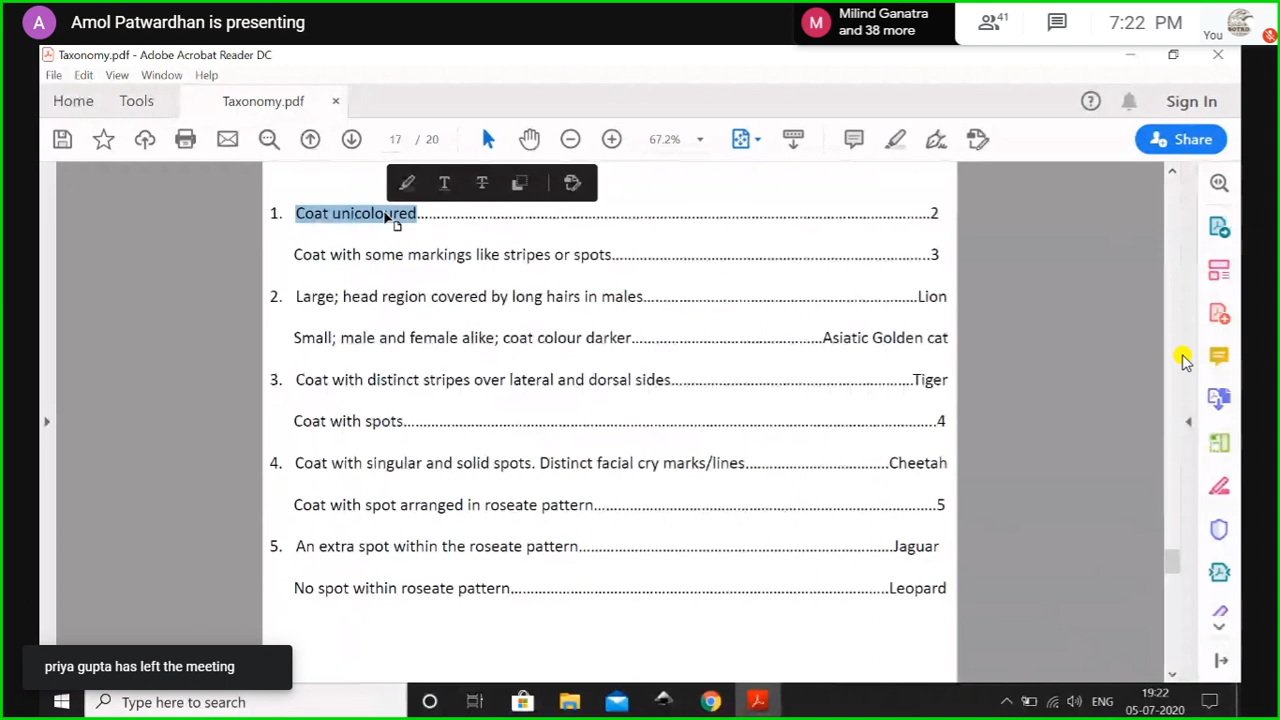 A Amol Patwardhan is presenting
M Milind Ganatra
and 38 more
41
7:22 PM
You
Taxonomy.pdf - Adobe Acrobat Reader DC
File Edit View Window Help
Home Tools Taxonomy.pdf × Sign In
17 / 20 67.2% Share
1. Coat unicoloured..........2
Coat with some markings like stripes or spots..........3
2. Large; head region covered by long hairs in males..........Lion
Small; male and female alike; coat colour darker..........Asiatic Golden cat
3. Coat with distinct stripes over lateral and dorsal sides..........Tiger
Coat with spots..........4
4. Coat with singular and solid spots. Distinct facial cry marks/lines..........Cheetah
Coat with spot arranged in roseate pattern..........5
5. An extra spot within the roseate pattern..........Jaguar
No spot within roseate pattern..........Leopard
priya gupta has left the meeting
Type here to search
ENG
19:22
05-07-2020